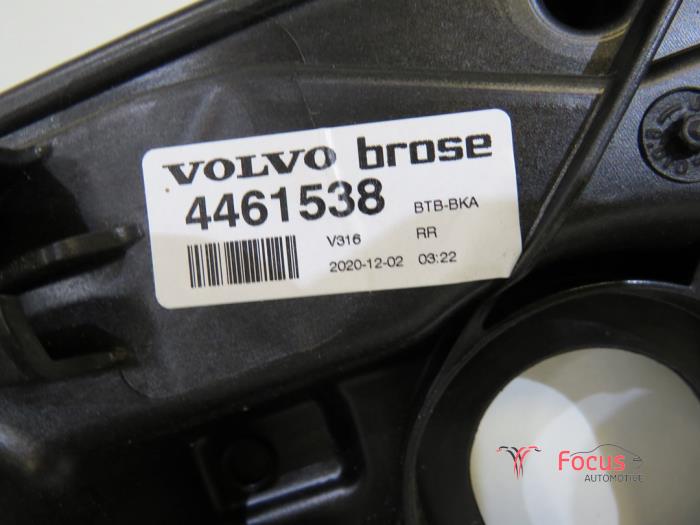 VOLVO brose
4461538 BTB-BKA
V316 RR
2020-12-02 03:22
Focus
AUTOMOTIVE